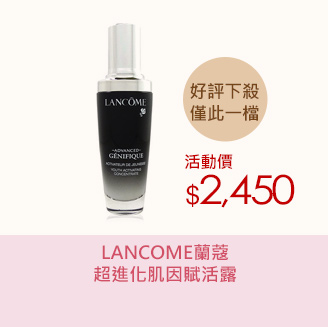 LANCÔME
ADVANCED
GÉNIFIQUE
ACTIVATEUR DE JEUNESSE
YOUTH ACTIVATING
CONCENTRATE
好評下殺
僅此一檔
活動價
$2,450
LANCOME蘭蔻
超進化肌因賦活露